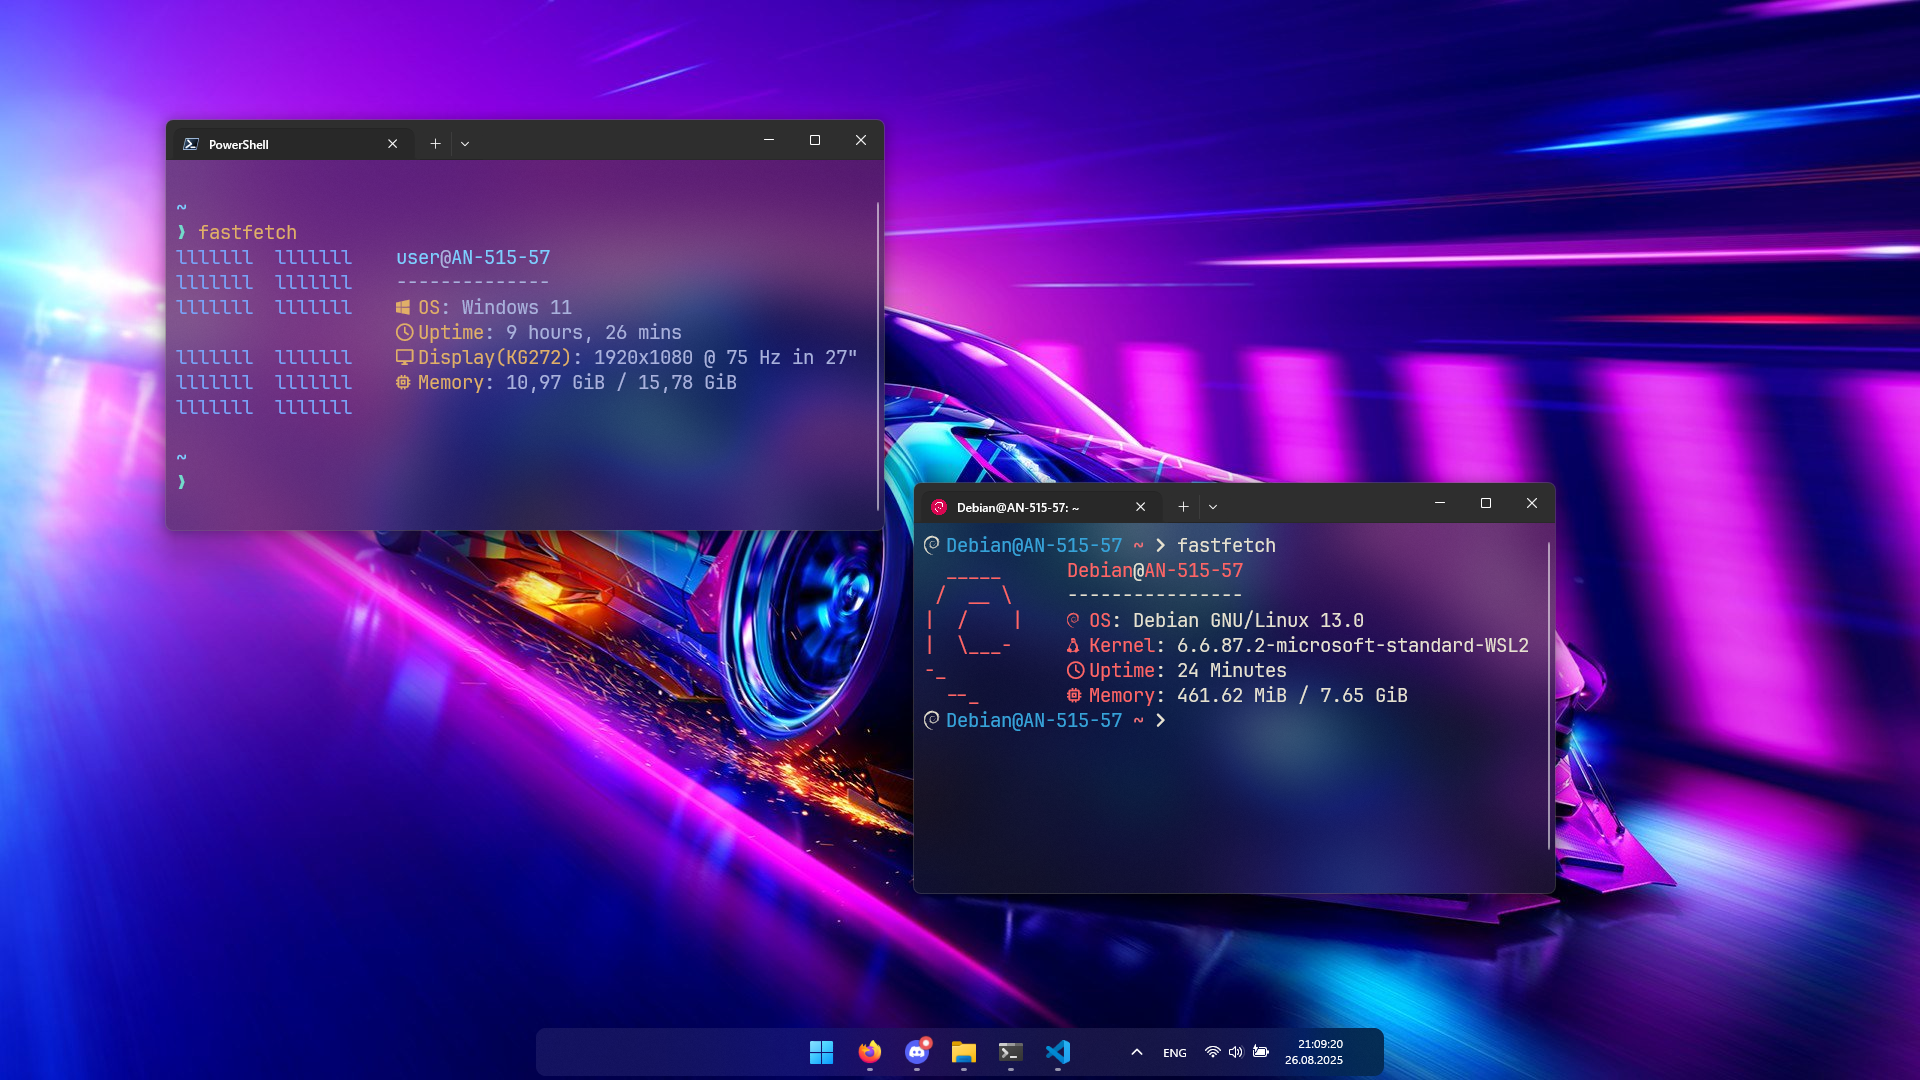 PowerShell
~
❯ fastfetch
lllllll  lllllll    user@AN-515-57
lllllll  lllllll    --------------
lllllll  lllllll    OS: Windows 11
Uptime: 9 hours, 26 mins
lllllll  lllllll    Display(KG272): 1920x1080 @ 75 Hz in 27"
lllllll  lllllll    Memory: 10,97 GiB / 15,78 GiB
lllllll  lllllll
~
❯
Debian@AN-515-57: ~
Debian@AN-515-57 ~ ❯ fastfetch
  _____      Debian@AN-515-57
 /  __ \     ----------------
|  /    |    OS: Debian GNU/Linux 13.0
|  \___-     Kernel: 6.6.87.2-microsoft-standard-WSL2
-_           Uptime: 24 Minutes
  --_        Memory: 461.62 MiB / 7.65 GiB
Debian@AN-515-57 ~ ❯
ENG
21:09:20
26.08.2025